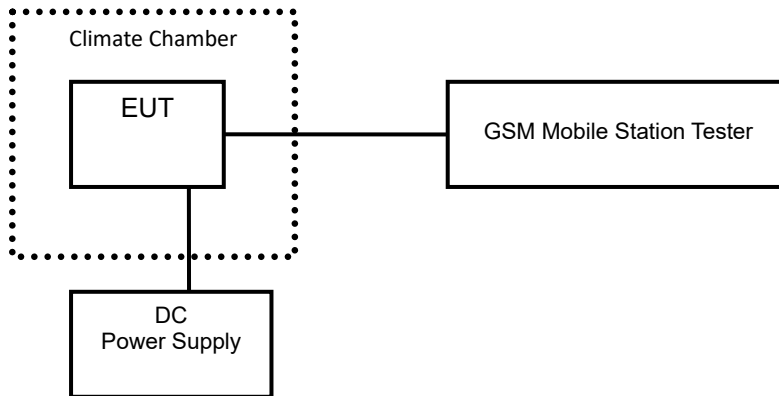 Climate Chamber
EUT
GSM Mobile Station Tester
DC
Power Supply